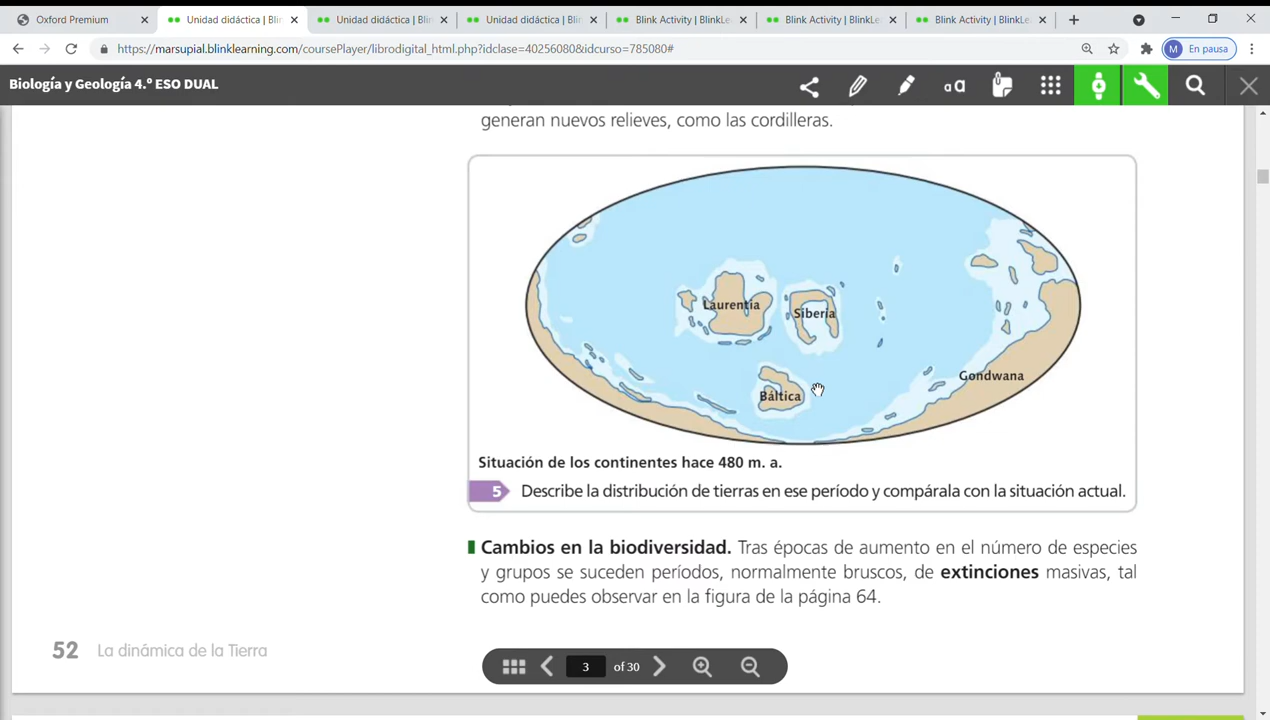 Oxford Premium
Unidad didáctica | Blin
Unidad didáctica | Blin
Unidad didáctica | Blin
Blink Activity | BlinkLe
Blink Activity | BlinkLe
Blink Activity | BlinkLe
https://marsupial.blinklearning.com/coursePlayer/librodigital_html.php?idclase=40256080&idcurso=785080#
M En pausa
Biología y Geología 4.º ESO DUAL
aA
generan nuevos relieves, como las cordilleras.
Laurentia
Siberia
Gondwana
Báltica
Situación de los continentes hace 480 m. a.
5 Describe la distribución de tierras en ese período y compárala con la situación actual.
Cambios en la biodiversidad. Tras épocas de aumento en el número de especies
y grupos se suceden períodos, normalmente bruscos, de extinciones masivas, tal
como puedes observar en la figura de la página 64.
52 La dinámica de la Tierra
3 of 30